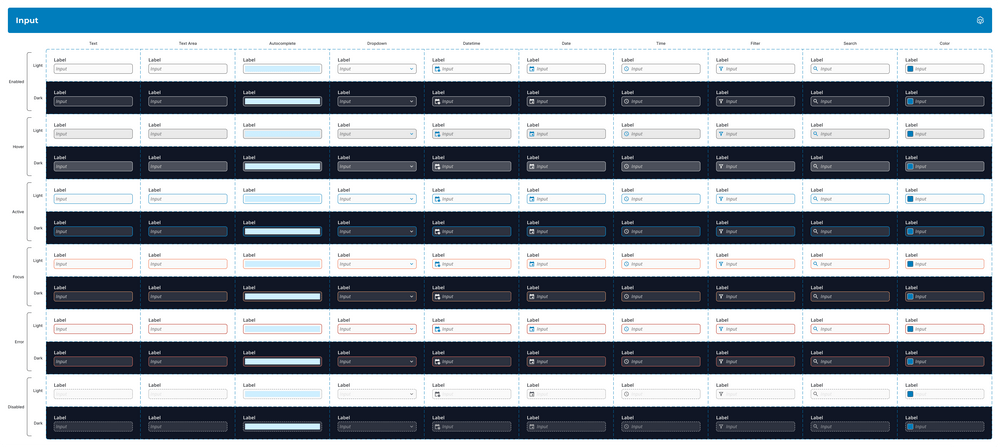 Input
Text Text Area Autocomplete Dropdown Datetime Date Time Filter Search Color
Enabled
Light
Label Label Label Label Label Label Label Label Label Label
Input Input Input Input Input Input Input Input Input
Dark
Label Label Label Label Label Label Label Label Label Label
Input Input Input Input Input Input Input Input Input
Hover
Light
Label Label Label Label Label Label Label Label Label Label
Input Input Input Input Input Input Input Input Input
Dark
Label Label Label Label Label Label Label Label Label Label
Input Input Input Input Input Input Input Input Input
Active
Light
Label Label Label Label Label Label Label Label Label Label
Input Input Input Input Input Input Input Input Input
Dark
Label Label Label Label Label Label Label Label Label Label
Input Input Input Input Input Input Input Input Input
Focus
Light
Label Label Label Label Label Label Label Label Label Label
Input Input Input Input Input Input Input Input Input
Dark
Label Label Label Label Label Label Label Label Label Label
Input Input Input Input Input Input Input Input Input
Error
Light
Label Label Label Label Label Label Label Label Label Label
Input Input Input Input Input Input Input Input Input
Dark
Label Label Label Label Label Label Label Label Label Label
Input Input Input Input Input Input Input Input Input
Disabled
Light
Label Label Label Label Label Label Label Label Label Label
Dark
Label Label Label Label Label Label Label Label Label Label
Input Input Input Input Input Input Input Input Input